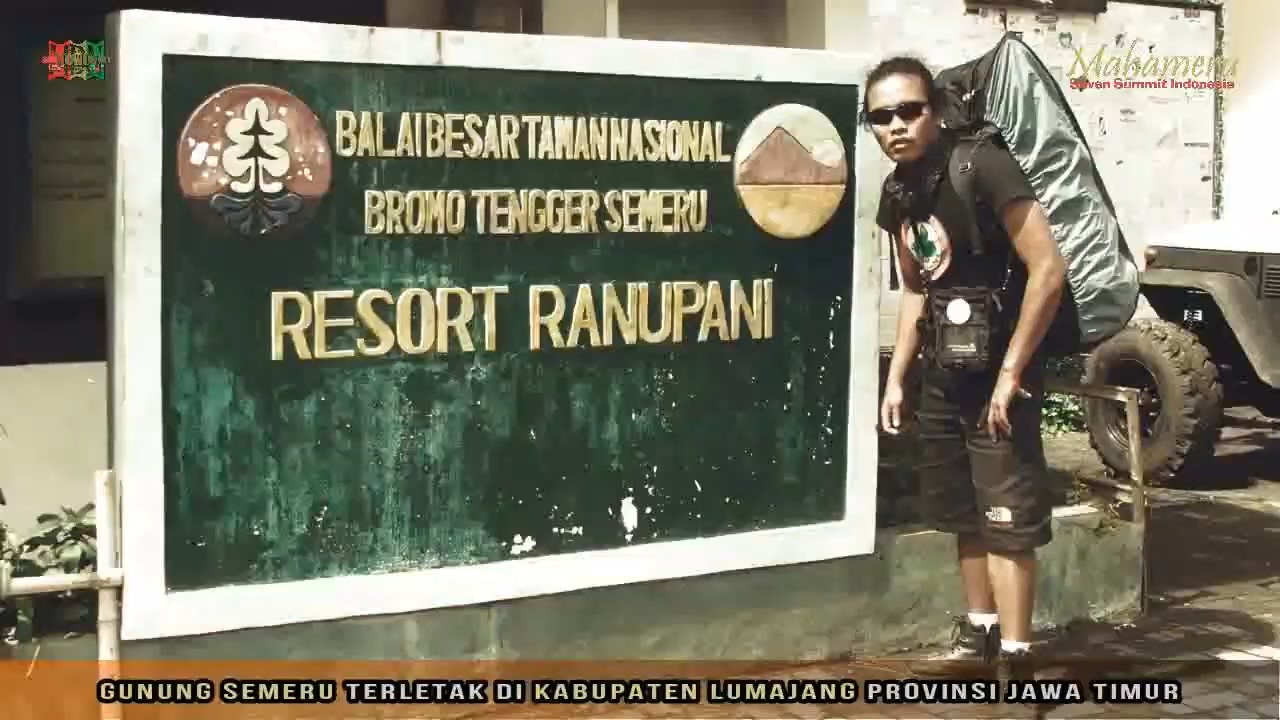 Mahameru
Seven Summit Indonesia
BALAI BESAR TAMAN NASIONAL
BROMO TENGGER SEMERU
RESORT RANUPANI
GUNUNG SEMERU TERLETAK DI KABUPATEN LUMAJANG PROVINSI JAWA TIMUR